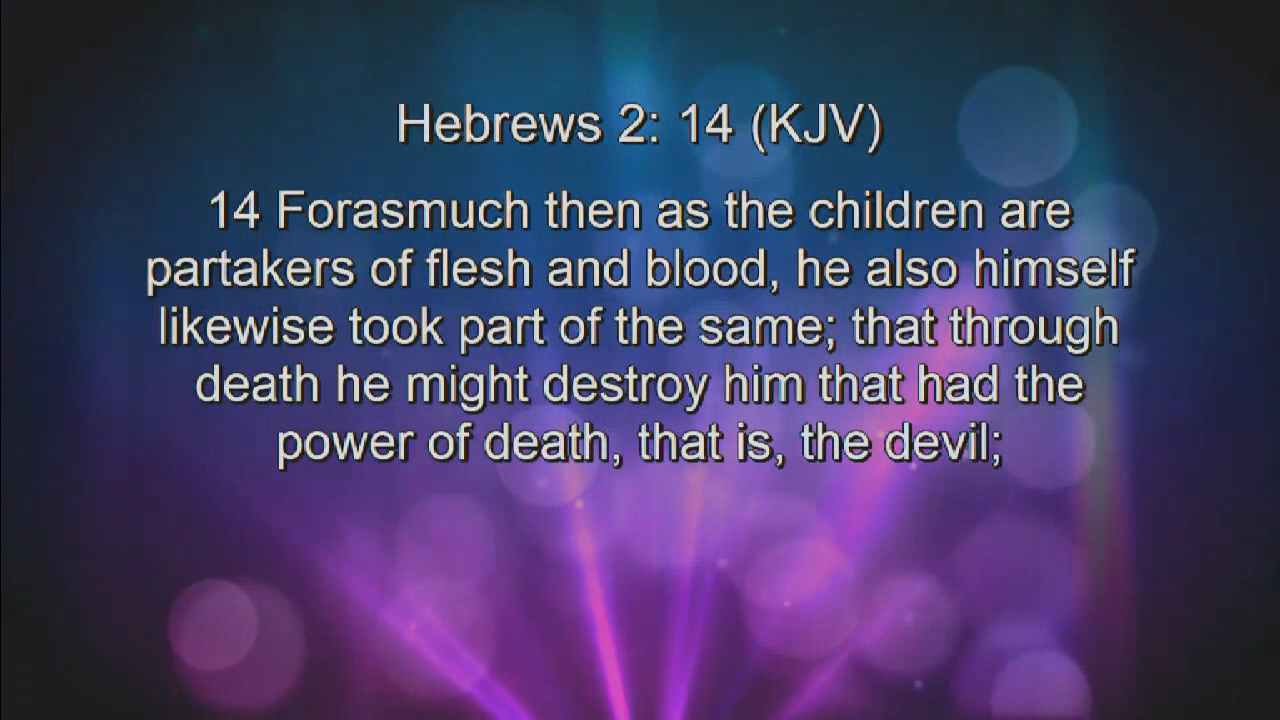 Hebrews 2: 14 (KJV)
14 Forasmuch then as the children are
partakers of flesh and blood, he also himself
likewise took part of the same; that through
death he might destroy him that had the
power of death, that is, the devil;